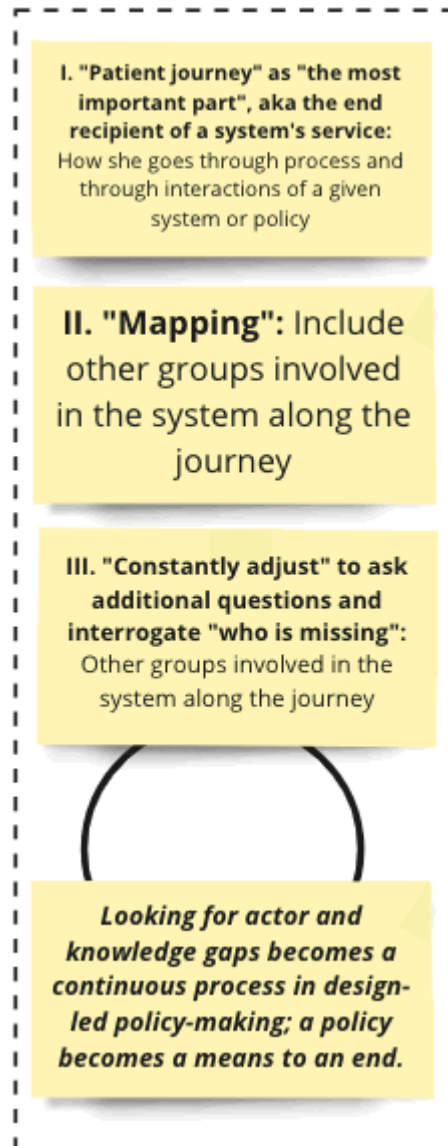 I. "Patient journey" as "the most
important part", aka the end
recipient of a system's service:
How she goes through process and
through interactions of a given
system or policy
II. "Mapping": Include
other groups involved
in the system along the
journey
III. "Constantly adjust" to ask
additional questions and
interrogate "who is missing":
Other groups involved in the
system along the journey
Looking for actor and
knowledge gaps becomes a
continuous process in design-
led policy-making; a policy
becomes a means to an end.